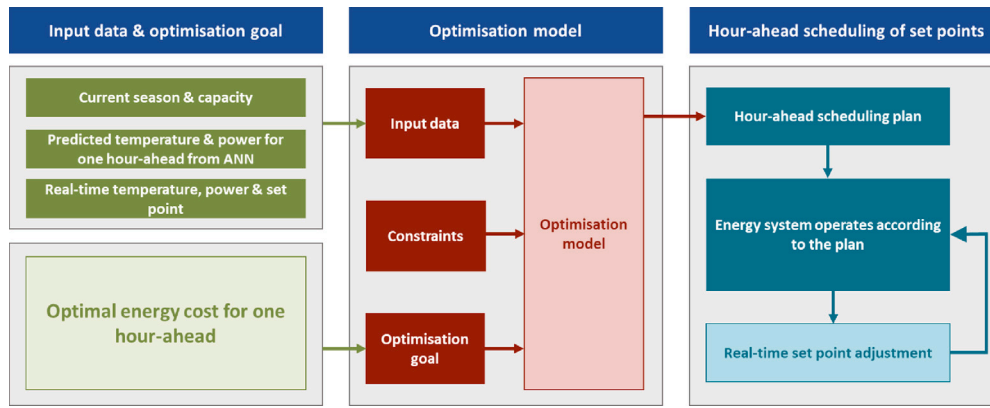 Input data & optimisation goal
Optimisation model
Hour-ahead scheduling of set points
Current season & capacity
Predicted temperature & power for
one hour-ahead from ANN
Real-time temperature, power & set
point
Optimal energy cost for one
hour-ahead
Input data
Constraints
Optimisation
goal
Optimisation
model
Hour-ahead scheduling plan
Energy system operates according
to the plan
Real-time set point adjustment